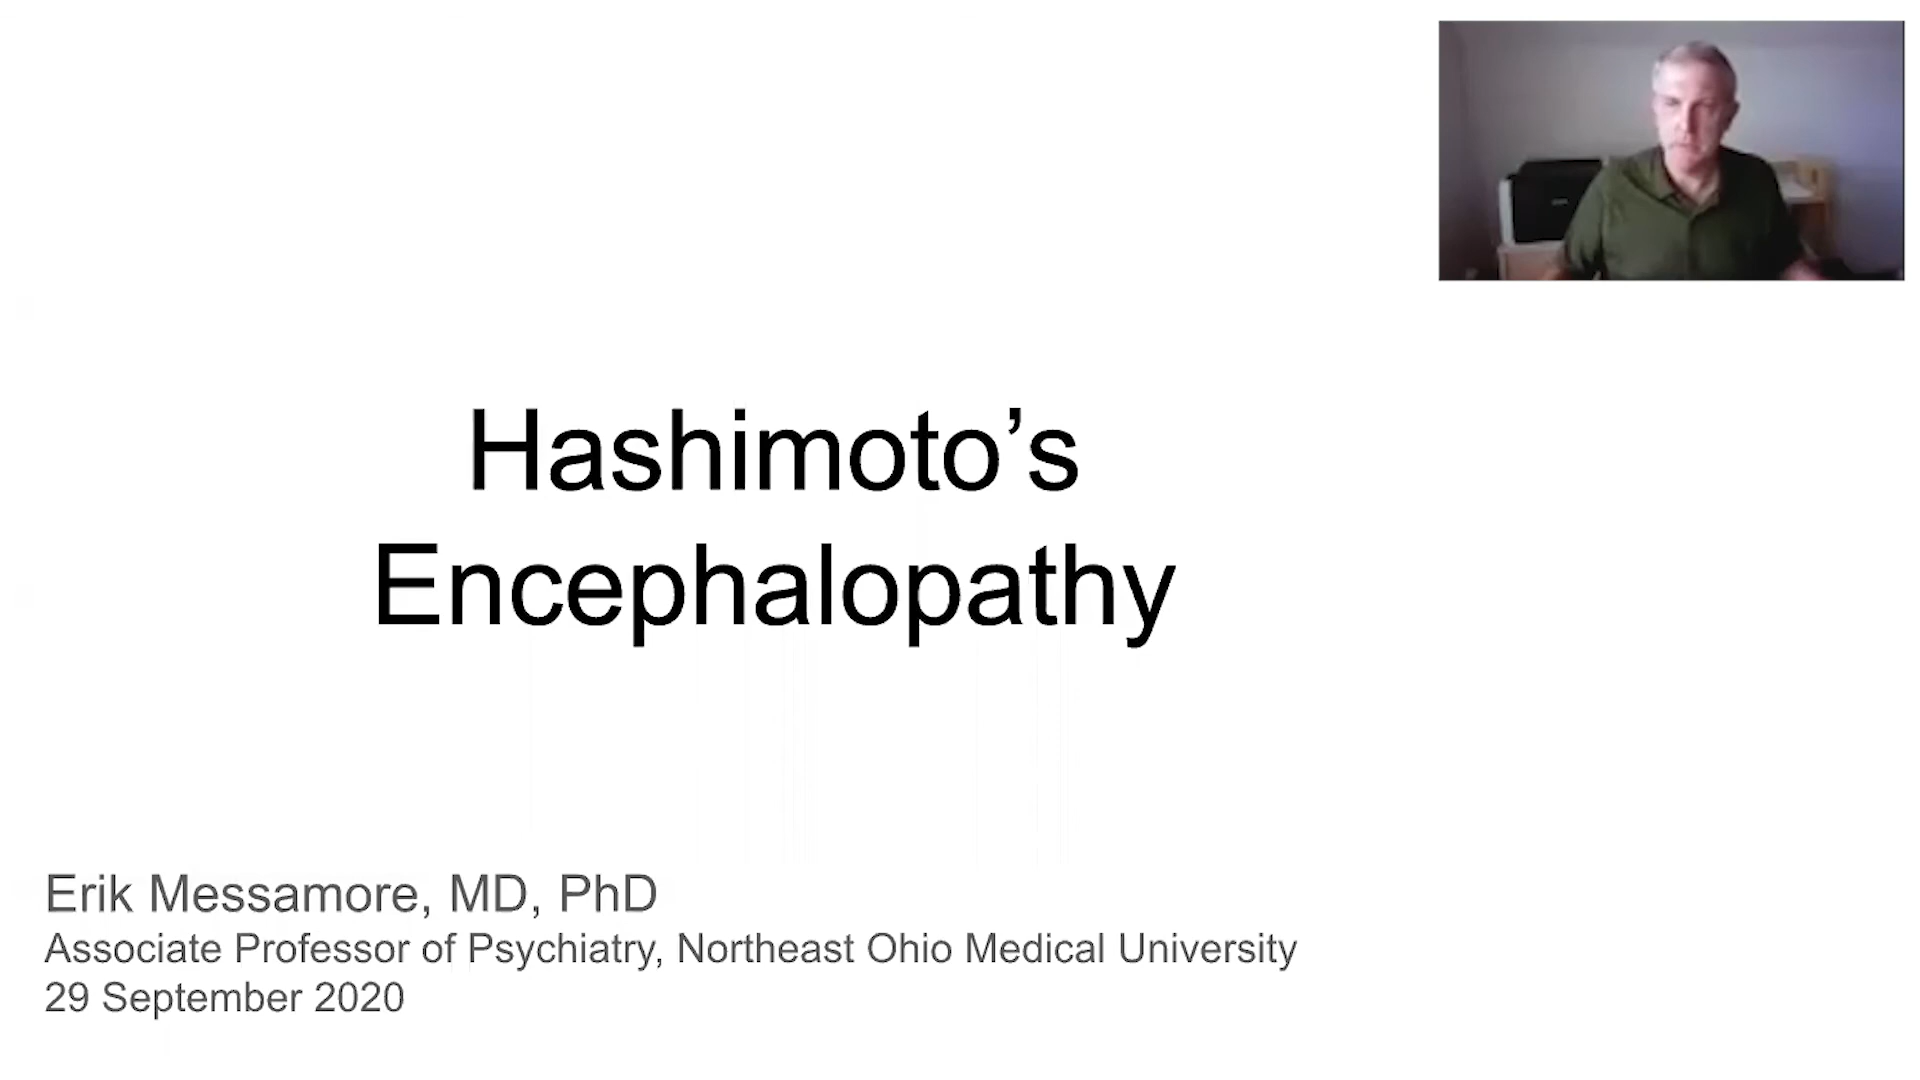 Hashimoto’s
Encephalopathy
Erik Messamore, MD, PhD
Associate Professor of Psychiatry, Northeast Ohio Medical University
29 September 2020